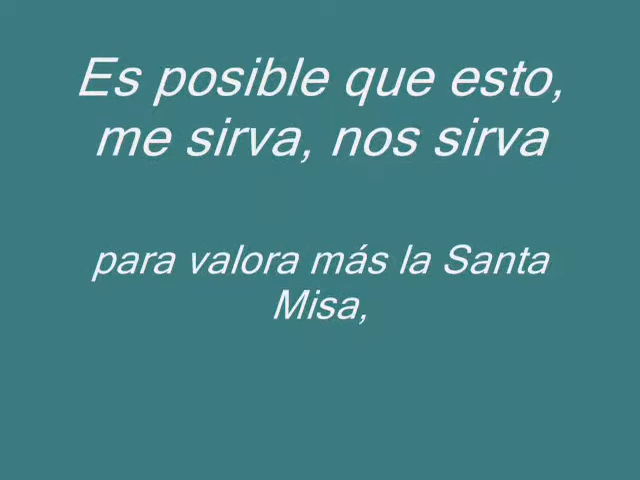 Es posible que esto,
me sirva, nos sirva
para valora más la Santa
Misa,